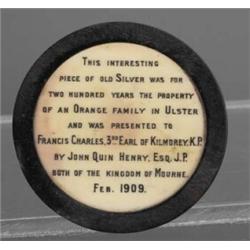 THIS INTERESTING
PIECE OF OLD SILVER WAS FOR
TWO HUNDRED YEARS THE PROPERTY
OF AN ORANGE FAMILY IN ULSTER
AND WAS PRESENTED TO
FRANCIS CHARLES, 3RD EARL OF KILMOREY, K.P.
BY JOHN QUIN HENRY, ESQ. J.P.
BOTH OF THE KINGDOM OF MOURNE.
FEB. 1909.